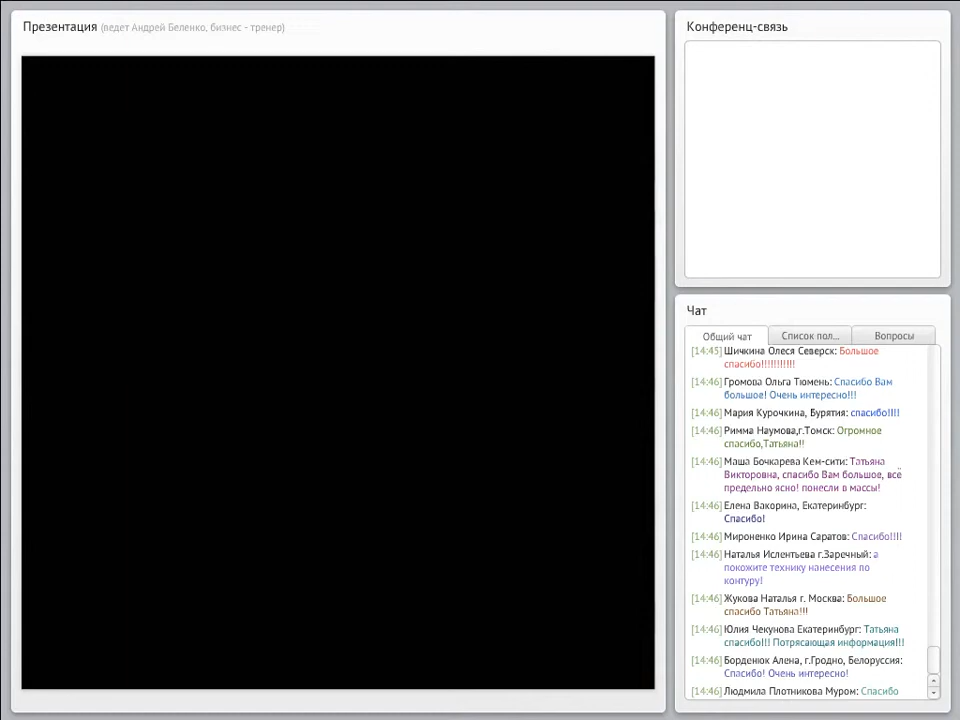 Презентация (ведет Андрей Беленко, бизнес - тренер)
Конференц-связь
Чат
Общий чат
Список пол...
Вопросы
[14:45] Шичкина Олеся Северск: Большое
спасибо!!!!!!!!!!!
[14:46] Громова Ольга Тюмень: Спасибо Вам
большое! Очень интересно!!!
[14:46] Мария Курочкина, Бурятия: спасибо!!!!
[14:46] Римма Наумова,г.Томск: Огромное
спасибо,Татьяна!!
[14:46] Маша Бочкарева Кем-сити: Татьяна
Викторовна, спасибо Вам большое, всё
предельно ясно! понесли в массы!
[14:46] Елена Вакорина, Екатеринбург:
Спасибо!
[14:46] Мироненко Ирина Саратов: Спасибо!!!!
[14:46] Наталья Ислентьева г.Заречный: а
покожите технику нанесения по
контуру!
[14:46] Жукова Наталья г. Москва: Большое
спасибо Татьяна!!!
[14:46] Юлия Чекунова Екатеринбург: Татьяна
спасибо!!! Потрясающая информация!!!
[14:46] Борденюк Алена, г.Гродно, Белоруссия:
Спасибо! Очень интересно!
[14:46] Людмила Плотникова Муром: Спасибо